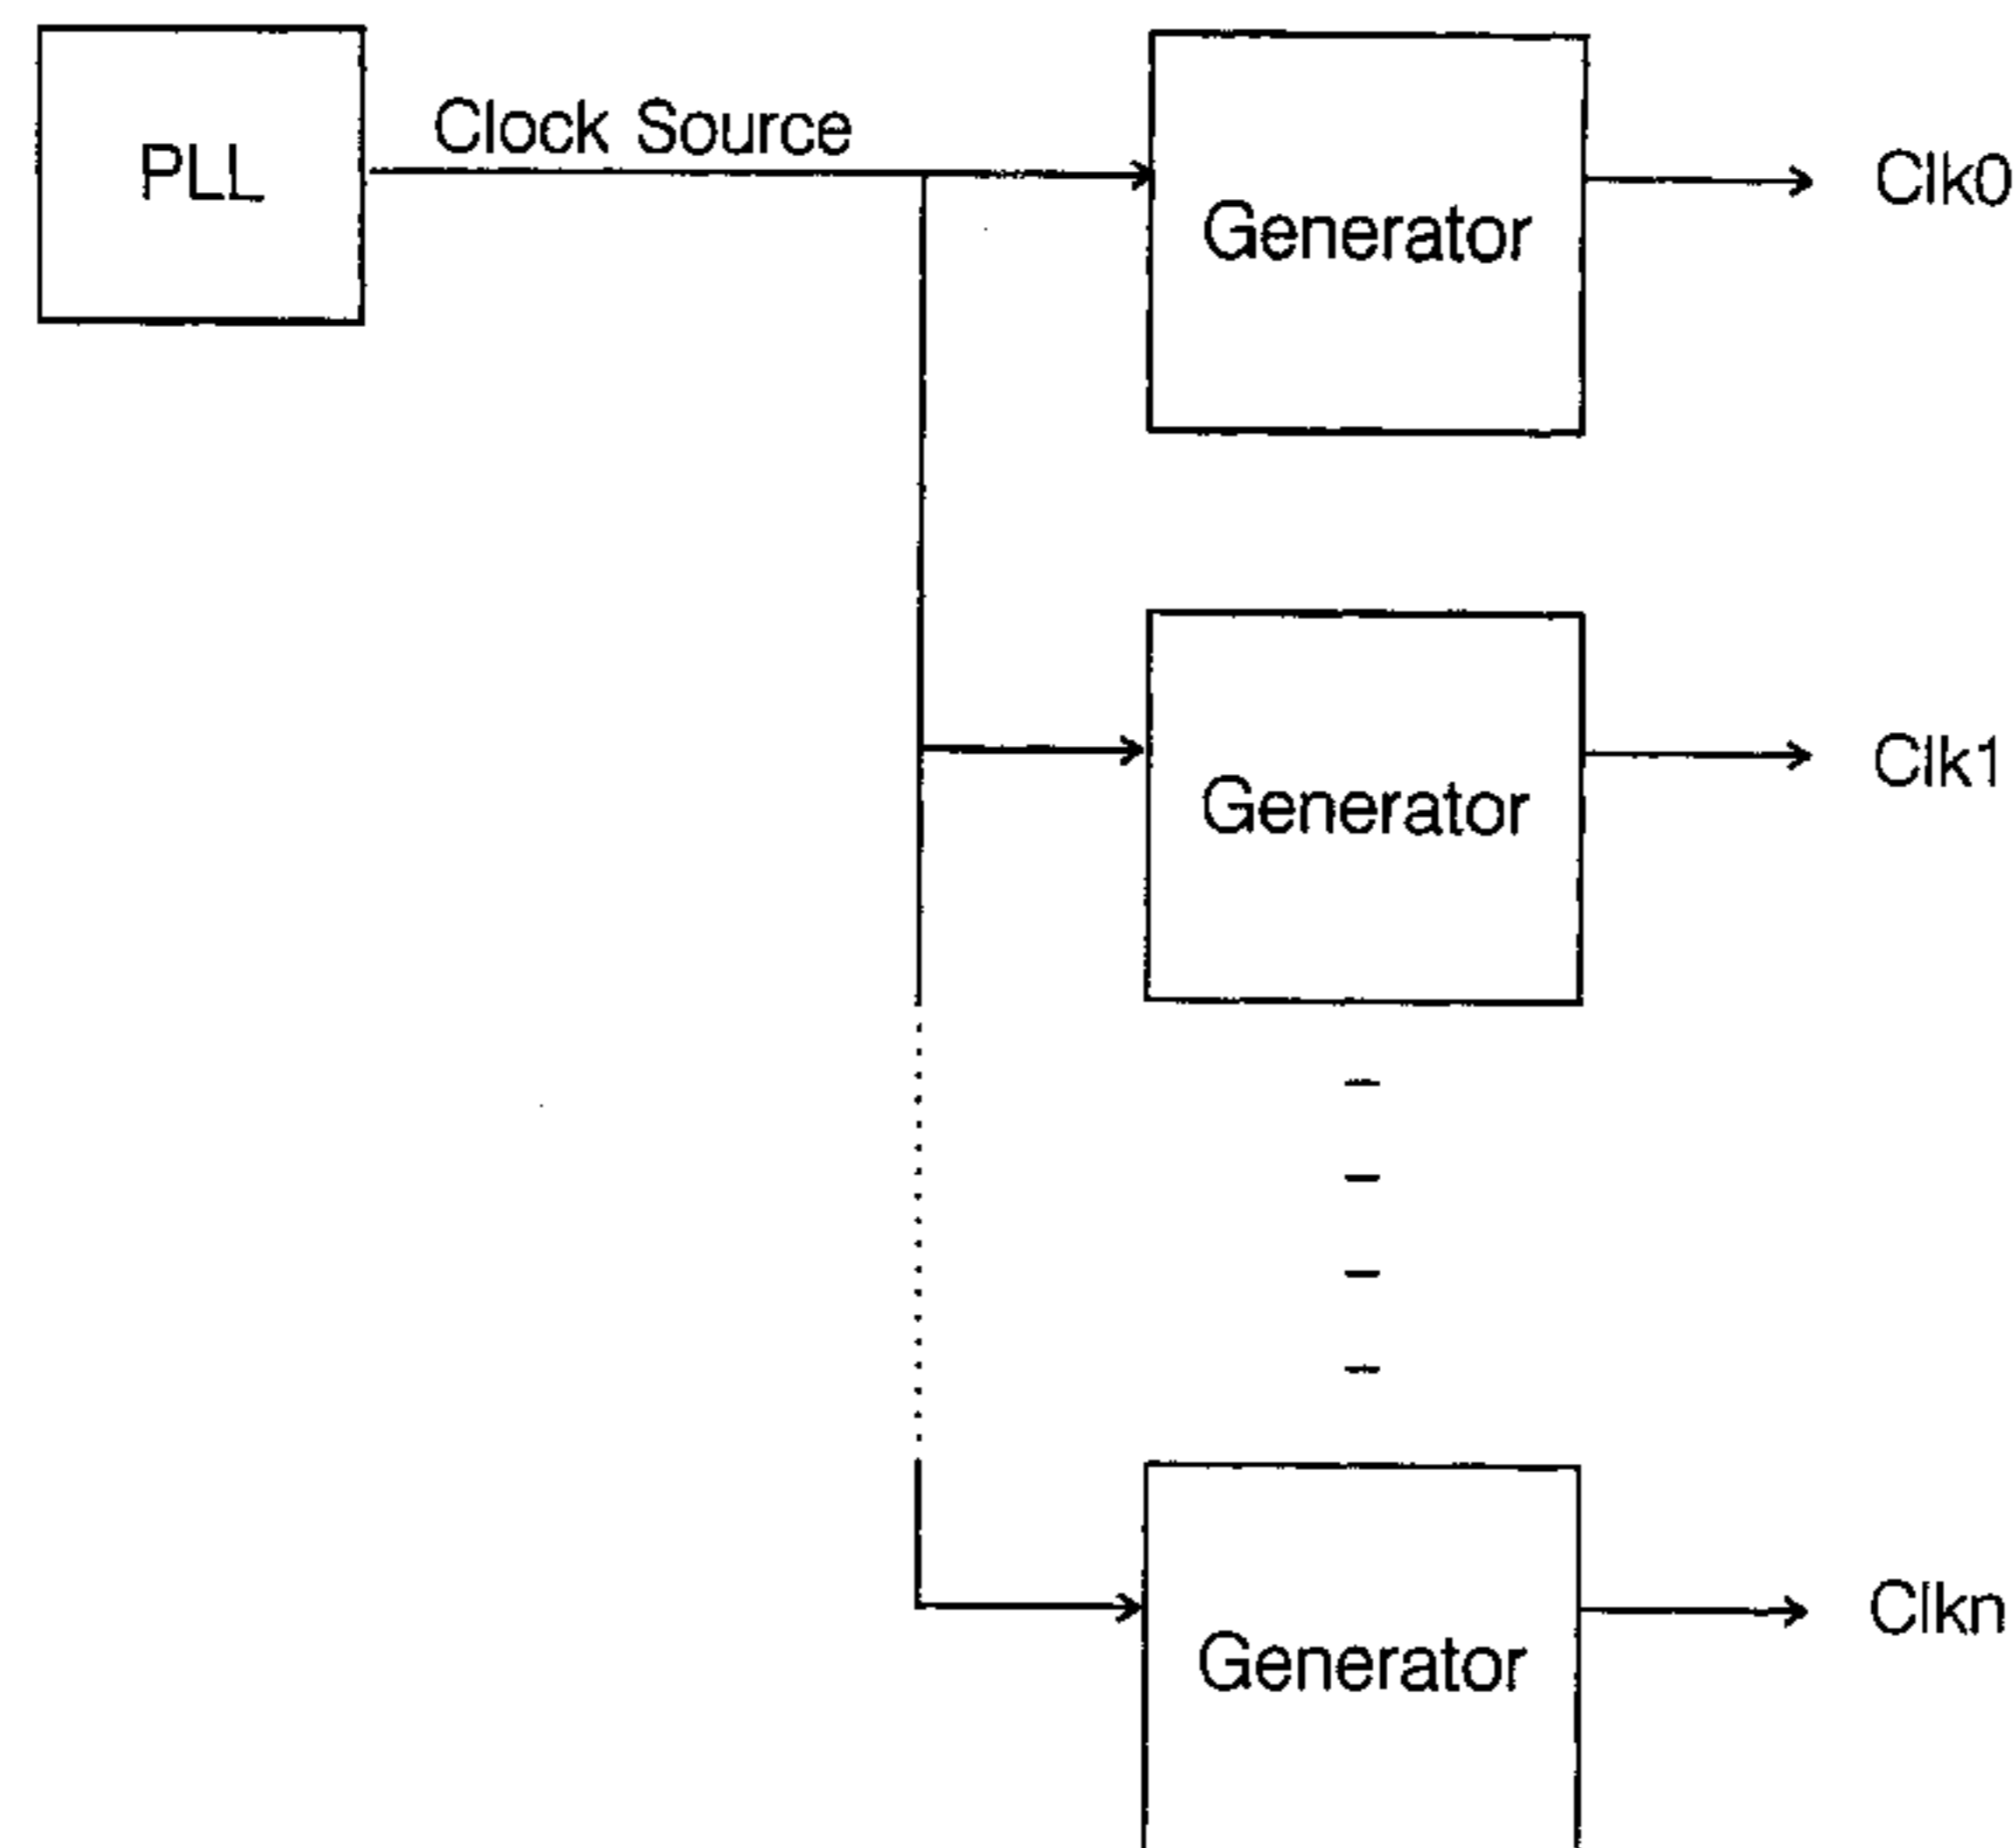 PLL
Clock Source
Generator
Clk0
Generator
Clk1
Generator
Clkn